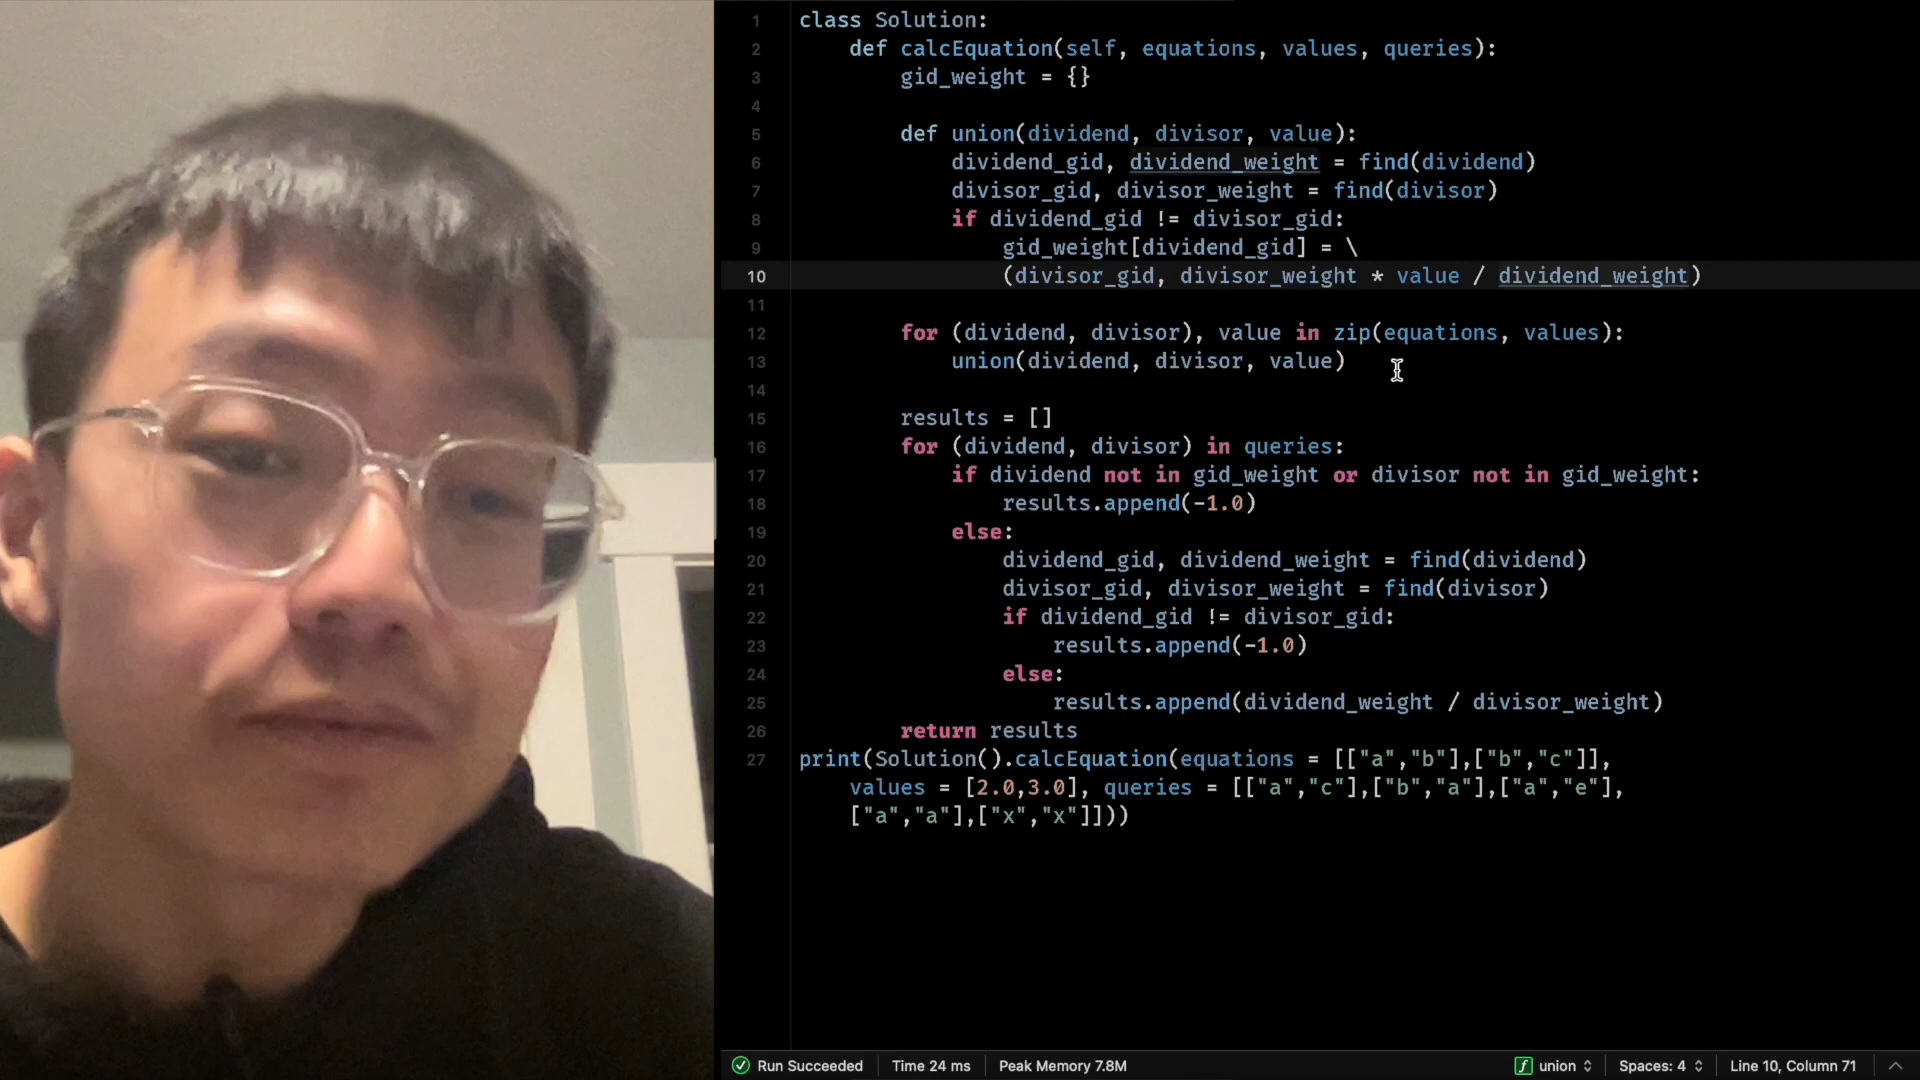 1 class Solution:
2 def calcEquation(self, equations, values, queries):
3 gid_weight = {}
4
5 def union(dividend, divisor, value):
6 dividend_gid, dividend_weight = find(dividend)
7 divisor_gid, divisor_weight = find(divisor)
8 if dividend_gid != divisor_gid:
9 gid_weight[dividend_gid] = \
10 (divisor_gid, divisor_weight * value / dividend_weight)
11
12 for (dividend, divisor), value in zip(equations, values):
13 union(dividend, divisor, value)
14
15 results = []
16 for (dividend, divisor) in queries:
17 if dividend not in gid_weight or divisor not in gid_weight:
18 results.append(-1.0)
19 else:
20 dividend_gid, dividend_weight = find(dividend)
21 divisor_gid, divisor_weight = find(divisor)
22 if dividend_gid != divisor_gid:
23 results.append(-1.0)
24 else:
25 results.append(dividend_weight / divisor_weight)
26 return results
27 print(Solution().calcEquation(equations = [["a","b"],["b","c"]],
values = [2.0,3.0], queries = [["a","c"],["b","a"],["a","e"],
["a","a"],["x","x"]]))
Run Succeeded Time 24 ms Peak Memory 7.8M f union Spaces: 4 Line 10, Column 71